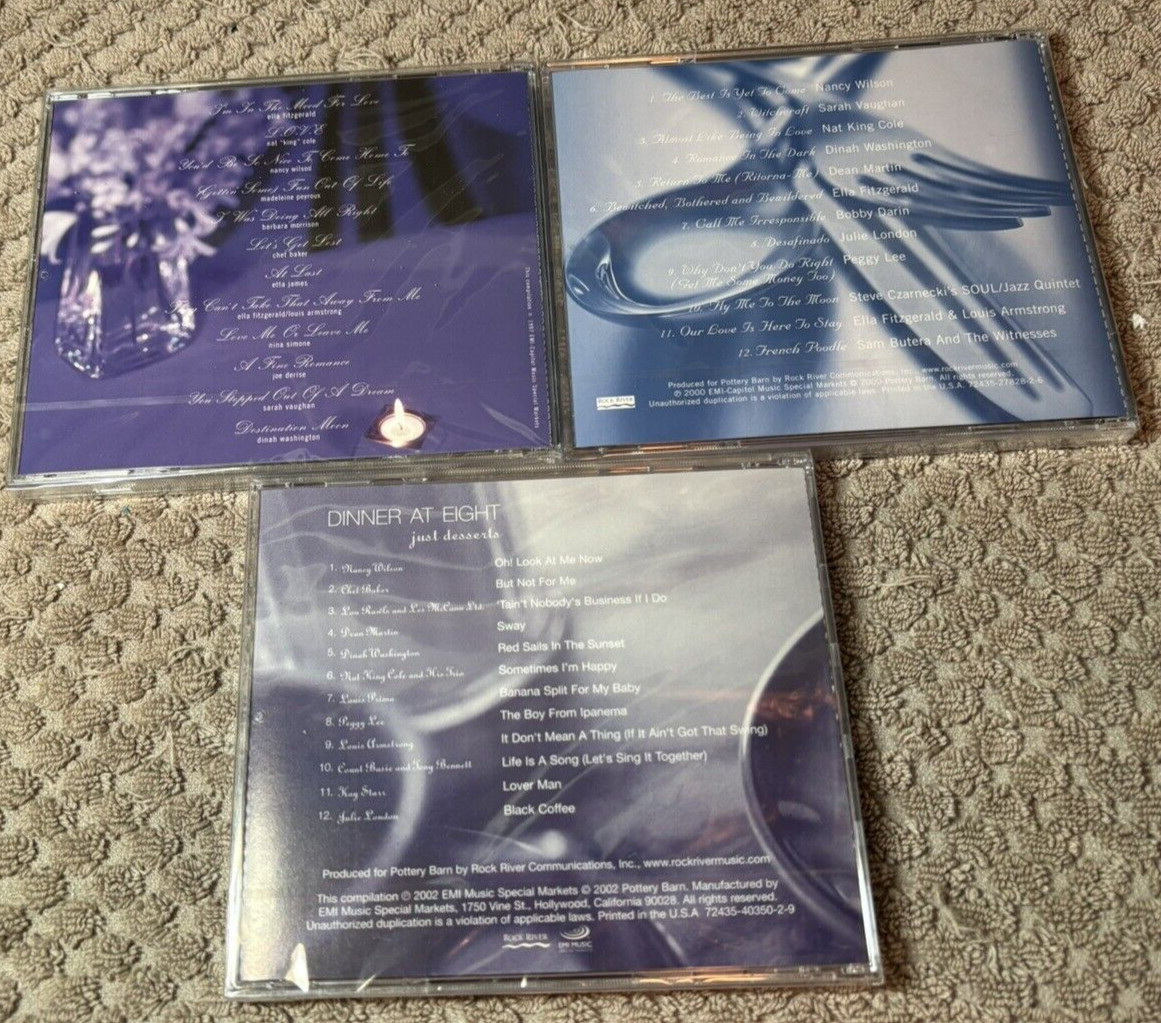 I'm In The Mood For Love
ella fitzgerald
L.O.V.E
nat "king" cole
You'd Be So Nice To Come Home To
nancy wilson
Gettin' Some Fun Out Of Life
madeleine peyroux
I Was Doing All Right
barbara morrison
Let's Get Lost
chet baker
At Last
etta james
They Can't Take That Away From Me
ella fitzgerald/louis armstrong
Love Me Or Leave Me
nina simone
A Fine Romance
joe derise
You Stepped Out Of A Dream
sarah vaughan
Destination Moon
dinah washington
1. The Best Is Yet To Come Nancy Wilson
2. Witchcraft Sarah Vaughan
3. Almost Like Being In Love Nat King Cole
4. Romance In The Dark Dinah Washington
5. Return To Me (Ritorna-Me) Dean Martin
6. Bewitched, Bothered and Bewildered Ella Fitzgerald
7. Call Me Irresponsible Bobby Darin
8. Desafinado Julie London
9. Why Don't You Do Right Peggy Lee
(Get Me Some Money Too)
10. Fly Me To The Moon Steve Czarnecki's SOUL/Jazz Quintet
11. Our Love Is Here To Stay Ella Fitzgerald & Louis Armstrong
12. French Poodle Sam Butera And The Witnesses
Produced for Pottery Barn by Rock River Communications, Inc., www.rockrivermusic.com
℗ 2000 EMI-Capitol Music Special Markets © 2000 Pottery Barn. All rights reserved.
Unauthorized duplication is a violation of applicable laws. Printed in the U.S.A. 72435-27828-2-6
ROCK RIVER
DINNER AT EIGHT
just desserts
1. Nancy Wilson Oh! Look At Me Now
2. Chet Baker But Not For Me
3. Lou Rawls and Les McCann Ltd. 'Tain't Nobody's Business If I Do
4. Dean Martin Sway
5. Dinah Washington Red Sails In The Sunset
6. Nat King Cole and His Trio Sometimes I'm Happy
7. Louis Prima Banana Split For My Baby
8. Peggy Lee The Boy From Ipanema
9. Louis Armstrong It Don't Mean A Thing (If It Ain't Got That Swing)
10. Count Basie and Tony Bennett Life Is A Song (Let's Sing It Together)
11. Kay Starr Lover Man
12. Julie London Black Coffee
Produced for Pottery Barn by Rock River Communications, Inc., www.rockrivermusic.com
This compilation ℗ 2002 EMI Music Special Markets © 2002 Pottery Barn. Manufactured by
EMI Music Special Markets, 1750 Vine St., Hollywood, California 90028. All rights reserved.
Unauthorized duplication is a violation of applicable laws. Printed in the U.S.A 72435-40350-2-9
ROCK RIVER
EMI MUSIC